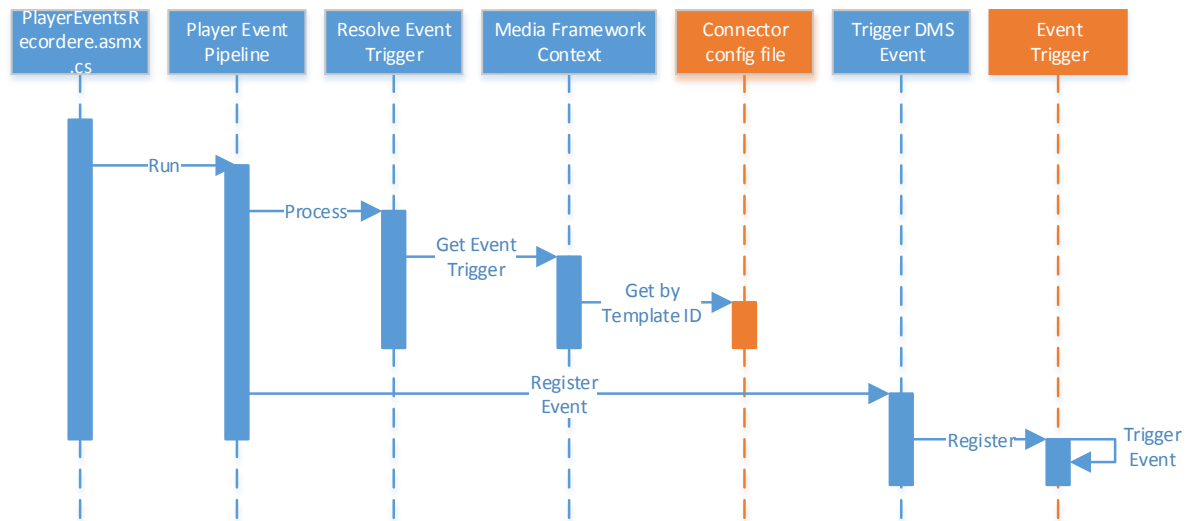 PlayerEventsR
ecordere.asmx
.cs
Player Event
Pipeline
Resolve Event
Trigger
Media Framework
Context
Connector
config file
Trigger DMS
Event
Event
Trigger
Run
Process
Get Event
Trigger
Get by
Template ID
Register
Event
Register
Trigger
Event